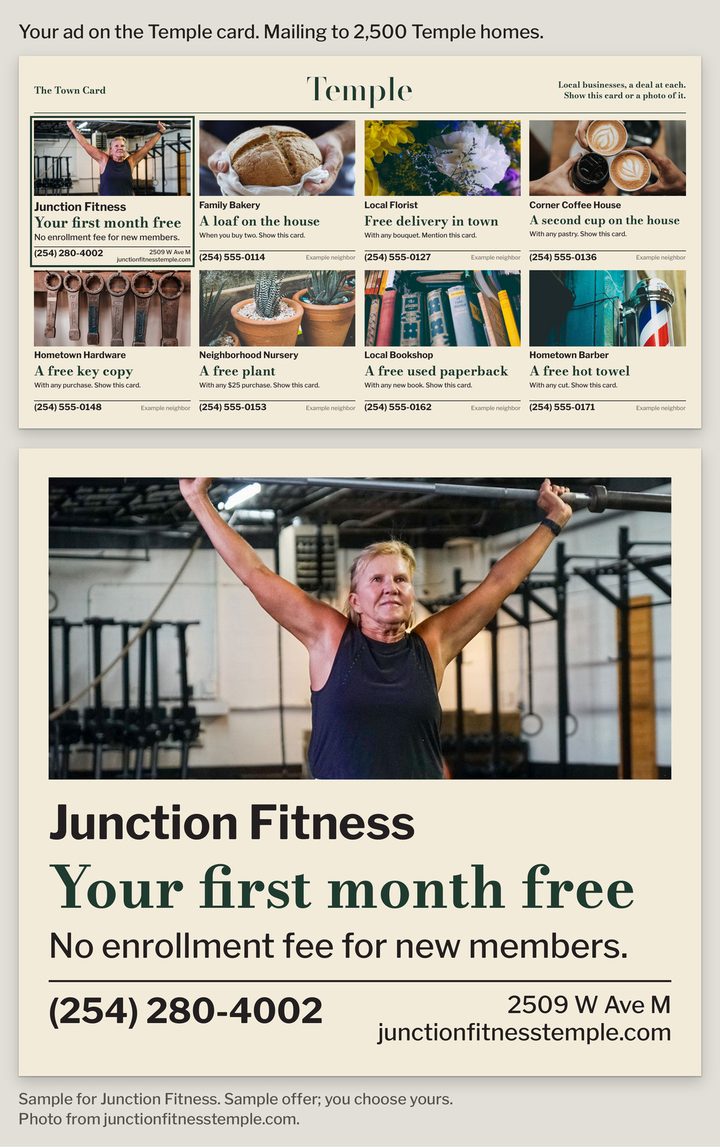 Your ad on the Temple card. Mailing to 2,500 Temple homes.
The Town Card
Temple
Local businesses, a deal at each.
Show this card or a photo of it.
Junction Fitness
Your first month free
No enrollment fee for new members.
(254) 280-4002
2509 W Ave M
junctionfitnesstemple.com
Family Bakery
A loaf on the house
When you buy two. Show this card.
(254) 555-0114
Example neighbor
Local Florist
Free delivery in town
With any bouquet. Mention this card.
(254) 555-0127
Example neighbor
Corner Coffee House
A second cup on the house
With any pastry. Show this card.
(254) 555-0136
Example neighbor
Hometown Hardware
A free key copy
With any purchase. Show this card.
(254) 555-0148
Example neighbor
Neighborhood Nursery
A free plant
With any $25 purchase. Show this card.
(254) 555-0153
Example neighbor
Local Bookshop
A free used paperback
With any new book. Show this card.
(254) 555-0162
Example neighbor
Hometown Barber
A free hot towel
With any cut. Show this card.
(254) 555-0171
Example neighbor
Junction Fitness
Your first month free
No enrollment fee for new members.
(254) 280-4002
2509 W Ave M
junctionfitnesstemple.com
Sample for Junction Fitness. Sample offer; you choose yours.
Photo from junctionfitnesstemple.com.